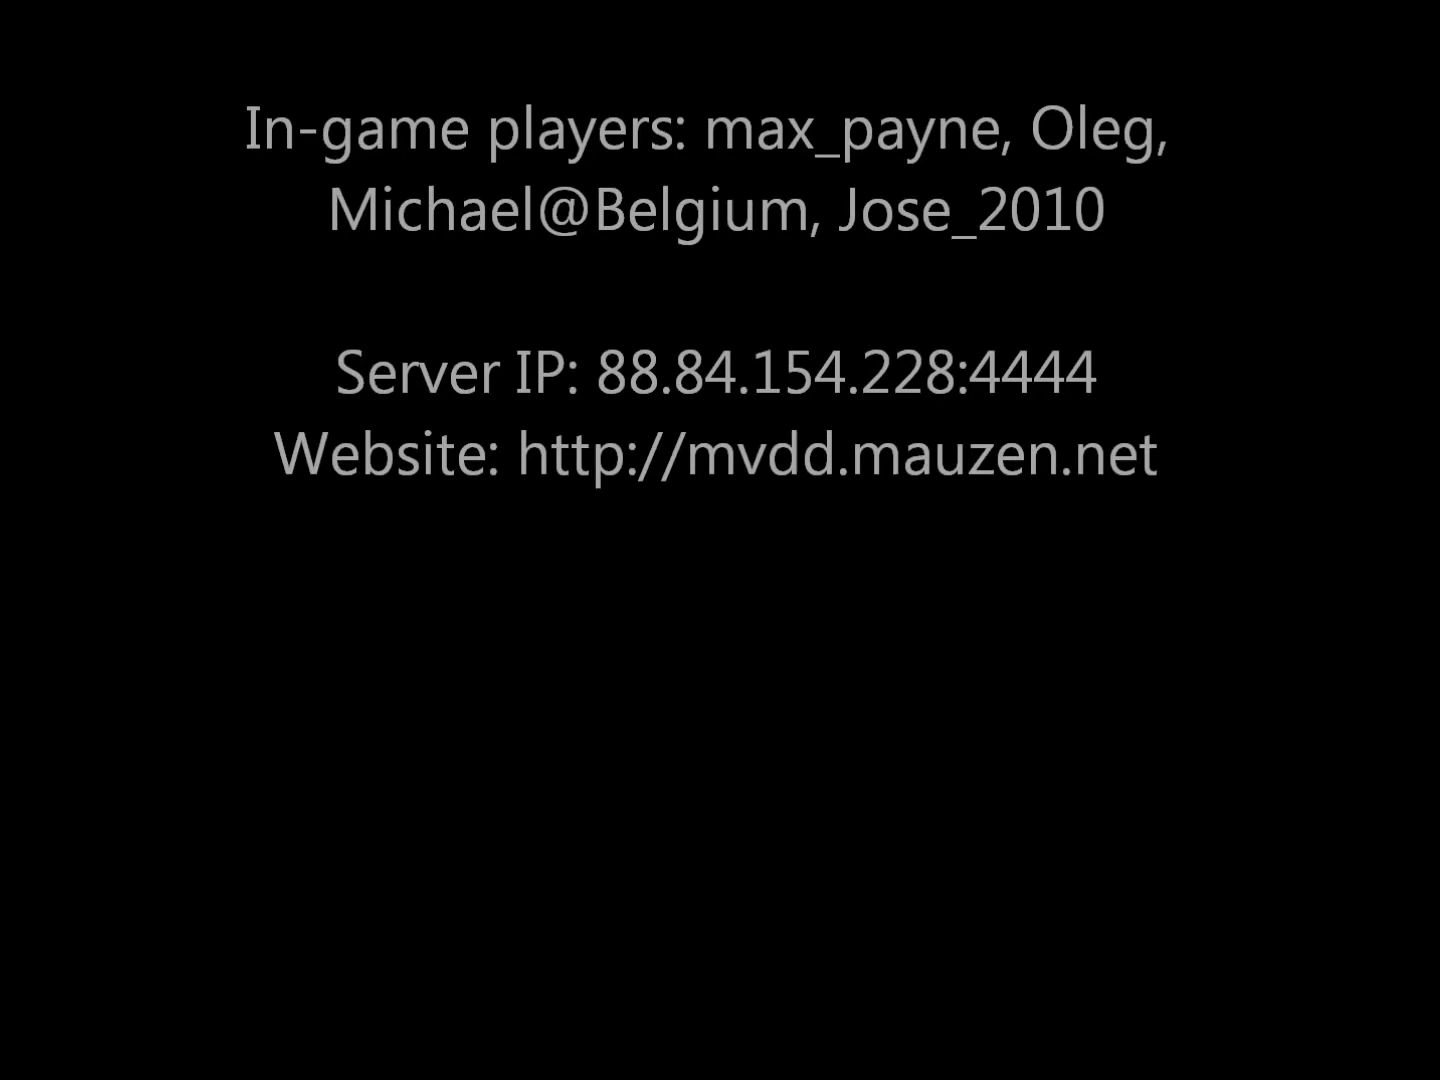 In-game players: max_payne, Oleg,
Michael@Belgium, Jose_2010
Server IP: 88.84.154.228:4444
Website: http://mvdd.mauzen.net